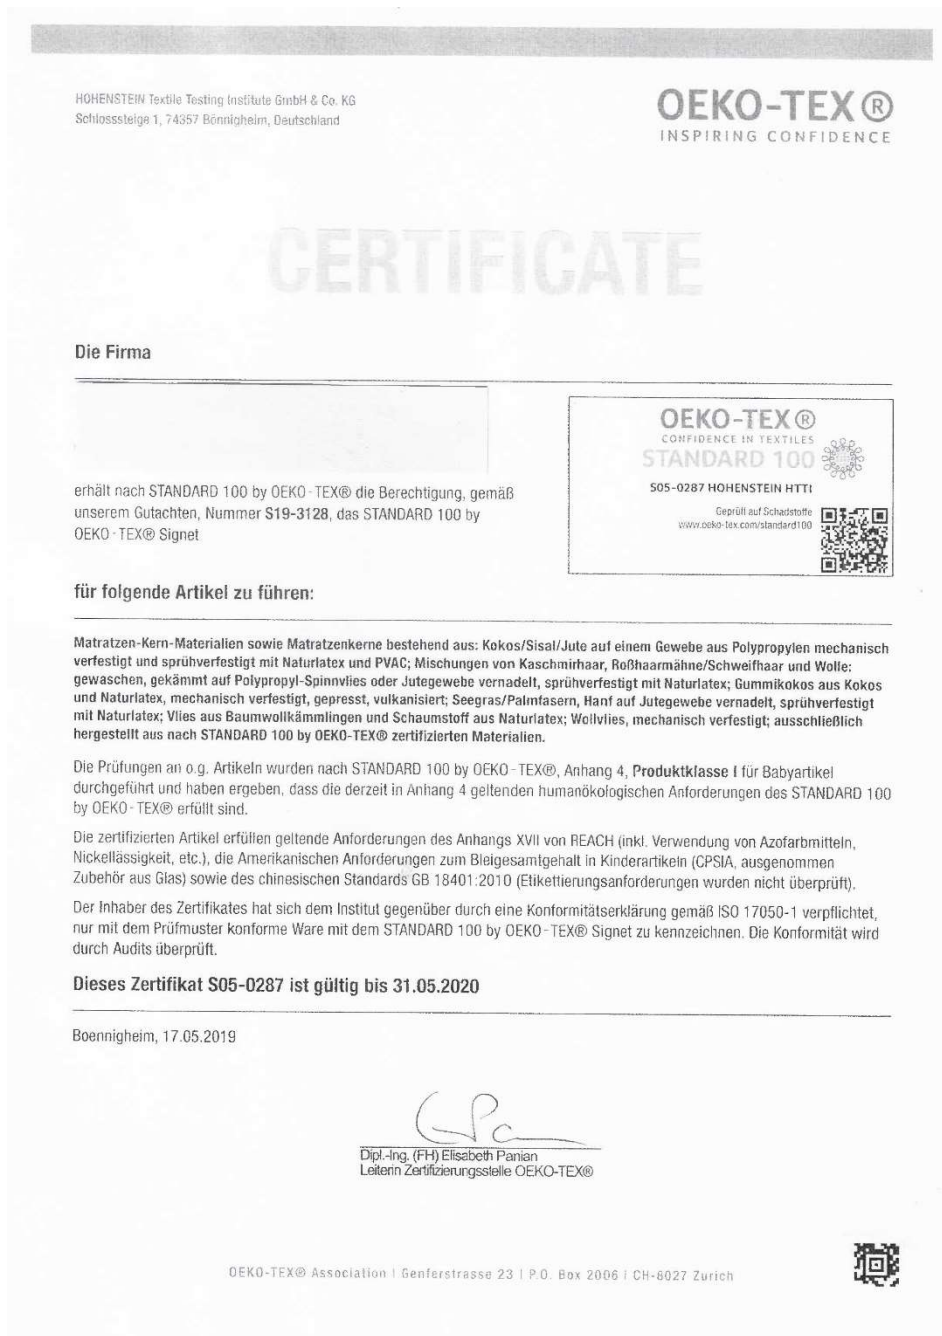 HOHENSTEIN Textile Testing Institute GmbH & Co. KG
Schlosssteige 1, 74357 Bönnigheim, Deutschland
OEKO-TEX®
INSPIRING CONFIDENCE
CERTIFICATE
Die Firma
OEKO-TEX®
CONFIDENCE IN TEXTILES
STANDARD 100
S05-0287 HOHENSTEIN HTTI
Geprüft auf Schadstoffe
www.oeko-tex.com/standard100
erhält nach STANDARD 100 by OEKO-TEX® die Berechtigung, gemäß
unserem Gutachten, Nummer S19-3128, das STANDARD 100 by
OEKO-TEX® Signet
für folgende Artikel zu führen:
Matratzen-Kern-Materialien sowie Matratzenkerne bestehend aus: Kokos/Sisal/Jute auf einem Gewebe aus Polypropylen mechanisch
verfestigt und sprühverfestigt mit Naturlatex und PVAC; Mischungen von Kaschmirhaar, Roßhaarmähne/Schweifhaar und Wolle:
gewaschen, gekämmt auf Polypropyl-Spinnvlies oder Jutegewebe vernadelt, sprühverfestigt mit Naturlatex; Gummikokos aus Kokos
und Naturlatex, mechanisch verfestigt, gepresst, vulkanisiert; Seegras/Palmfasern, Hanf auf Jutegewebe vernadelt, sprühverfestigt
mit Naturlatex; Vlies aus Baumwollkämmlingen und Schaumstoff aus Naturlatex; Wollvlies, mechanisch verfestigt; ausschließlich
hergestellt aus nach STANDARD 100 by OEKO-TEX® zertifizierten Materialien.
Die Prüfungen an o.g. Artikeln wurden nach STANDARD 100 by OEKO-TEX®, Anhang 4, Produktklasse I für Babyartikel
durchgeführt und haben ergeben, dass die derzeit in Anhang 4 geltenden humanökologischen Anforderungen des STANDARD 100
by OEKO-TEX® erfüllt sind.
Die zertifizierten Artikel erfüllen geltende Anforderungen des Anhangs XVII von REACH (inkl. Verwendung von Azofarbmitteln,
Nickellässigkeit, etc.), die Amerikanischen Anforderungen zum Bleigesamtgehalt in Kinderartikeln (CPSIA, ausgenommen
Zubehör aus Glas) sowie des chinesischen Standards GB 18401:2010 (Etikettierungsanforderungen wurden nicht überprüft).
Der Inhaber des Zertifikates hat sich dem Institut gegenüber durch eine Konformitätserklärung gemäß ISO 17050-1 verpflichtet,
nur mit dem Prüfmuster konforme Ware mit dem STANDARD 100 by OEKO-TEX® Signet zu kennzeichnen. Die Konformität wird
durch Audits überprüft.
Dieses Zertifikat S05-0287 ist gültig bis 31.05.2020
Boennigheim, 17.05.2019
Dipl.-Ing. (FH) Elisabeth Panian
Leiterin Zertifizierungsstelle OEKO-TEX®
OEKO-TEX® Association | Genferstrasse 23 | P.O. Box 2006 | CH-8027 Zurich